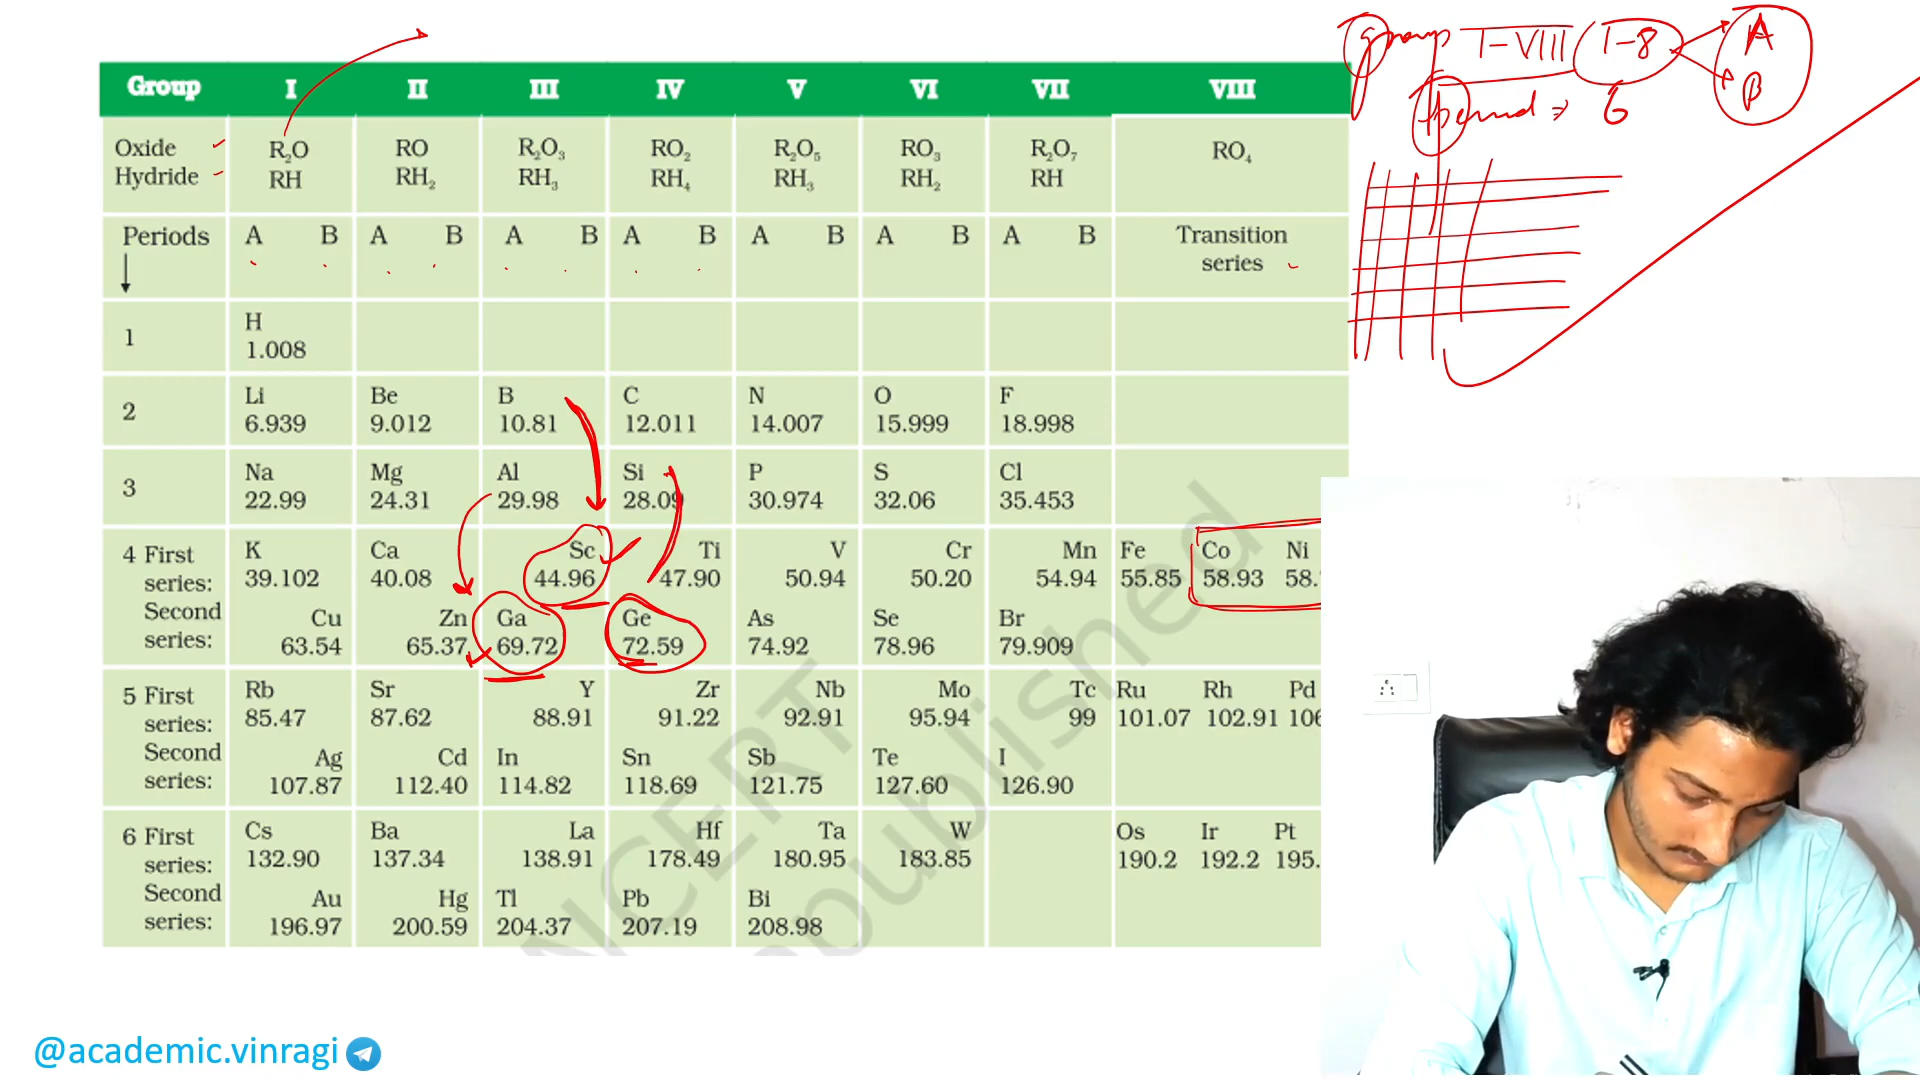 group I-VIII (1-8) A
B
period ⇒ 6
Group I II III IV V VI VII VIII
Oxide R₂O RO R₂O₃ RO₂ R₂O₅ RO₃ R₂O₇ RO₄
Hydride RH RH₂ RH₃ RH₄ RH₃ RH₂ RH
Periods A B A B A B A B A B A B A B Transition
↓ series
1 H
1.008
2 Li Be B C N O F
6.939 9.012 10.81 12.011 14.007 15.999 18.998
3 Na Mg Al Si P S Cl
22.99 24.31 29.98 28.09 30.974 32.06 35.453
4 First K Ca Sc Ti V Cr Mn Fe Co Ni
series: 39.102 40.08 44.96 47.90 50.94 50.20 54.94 55.85 58.93 58.
Second Cu Zn Ga Ge As Se Br
series: 63.54 65.37 69.72 72.59 74.92 78.96 79.909
5 First Rb Sr Y Zr Nb Mo Tc Ru Rh Pd
series: 85.47 87.62 88.91 91.22 92.91 95.94 99 101.07 102.91 106
Second Ag Cd In Sn Sb Te I
series: 107.87 112.40 114.82 118.69 121.75 127.60 126.90
6 First Cs Ba La Hf Ta W Os Ir Pt
series: 132.90 137.34 138.91 178.49 180.95 183.85 190.2 192.2 195.
Second Au Hg Tl Pb Bi
series: 196.97 200.59 204.37 207.19 208.98
NCERT
published
@academic.vinragi